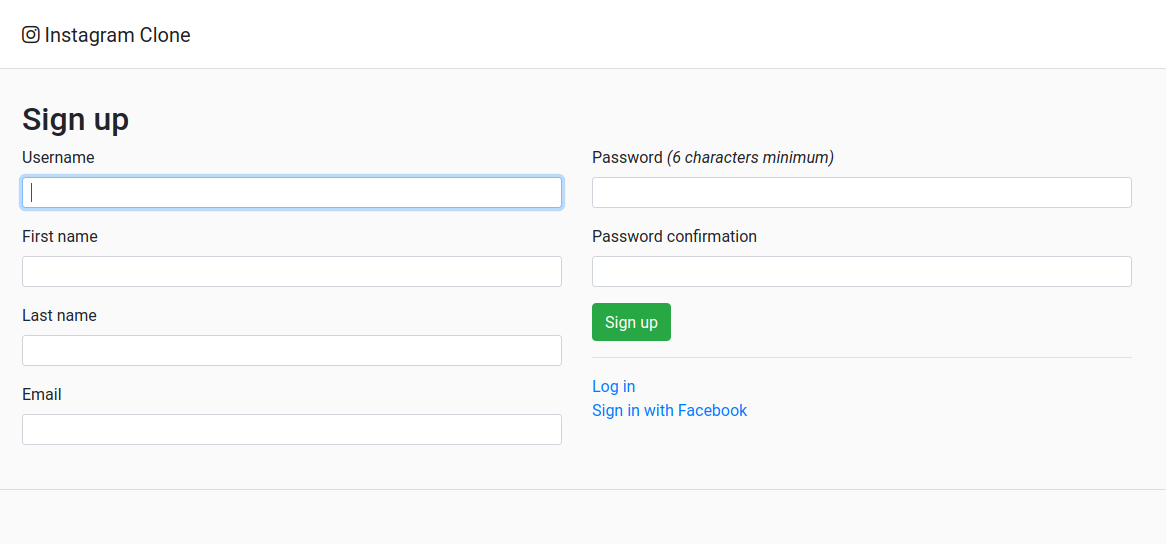 Instagram Clone
Sign up
Username
First name
Last name
Email
Password (6 characters minimum)
Password confirmation
Sign up
Log in
Sign in with Facebook